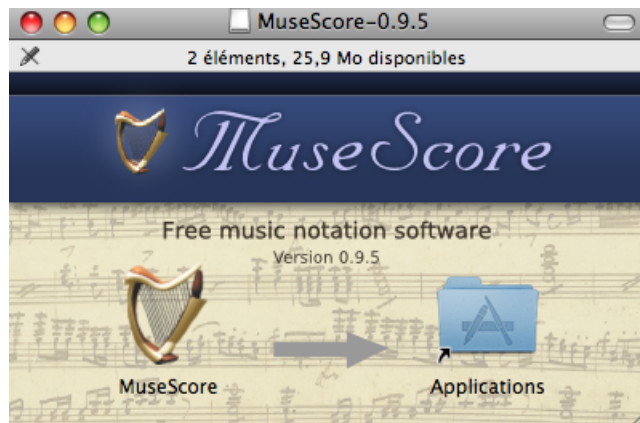 MuseScore-0.9.5
2 éléments, 25,9 Mo disponibles
MuseScore
Free music notation software
Version 0.9.5
MuseScore
Applications